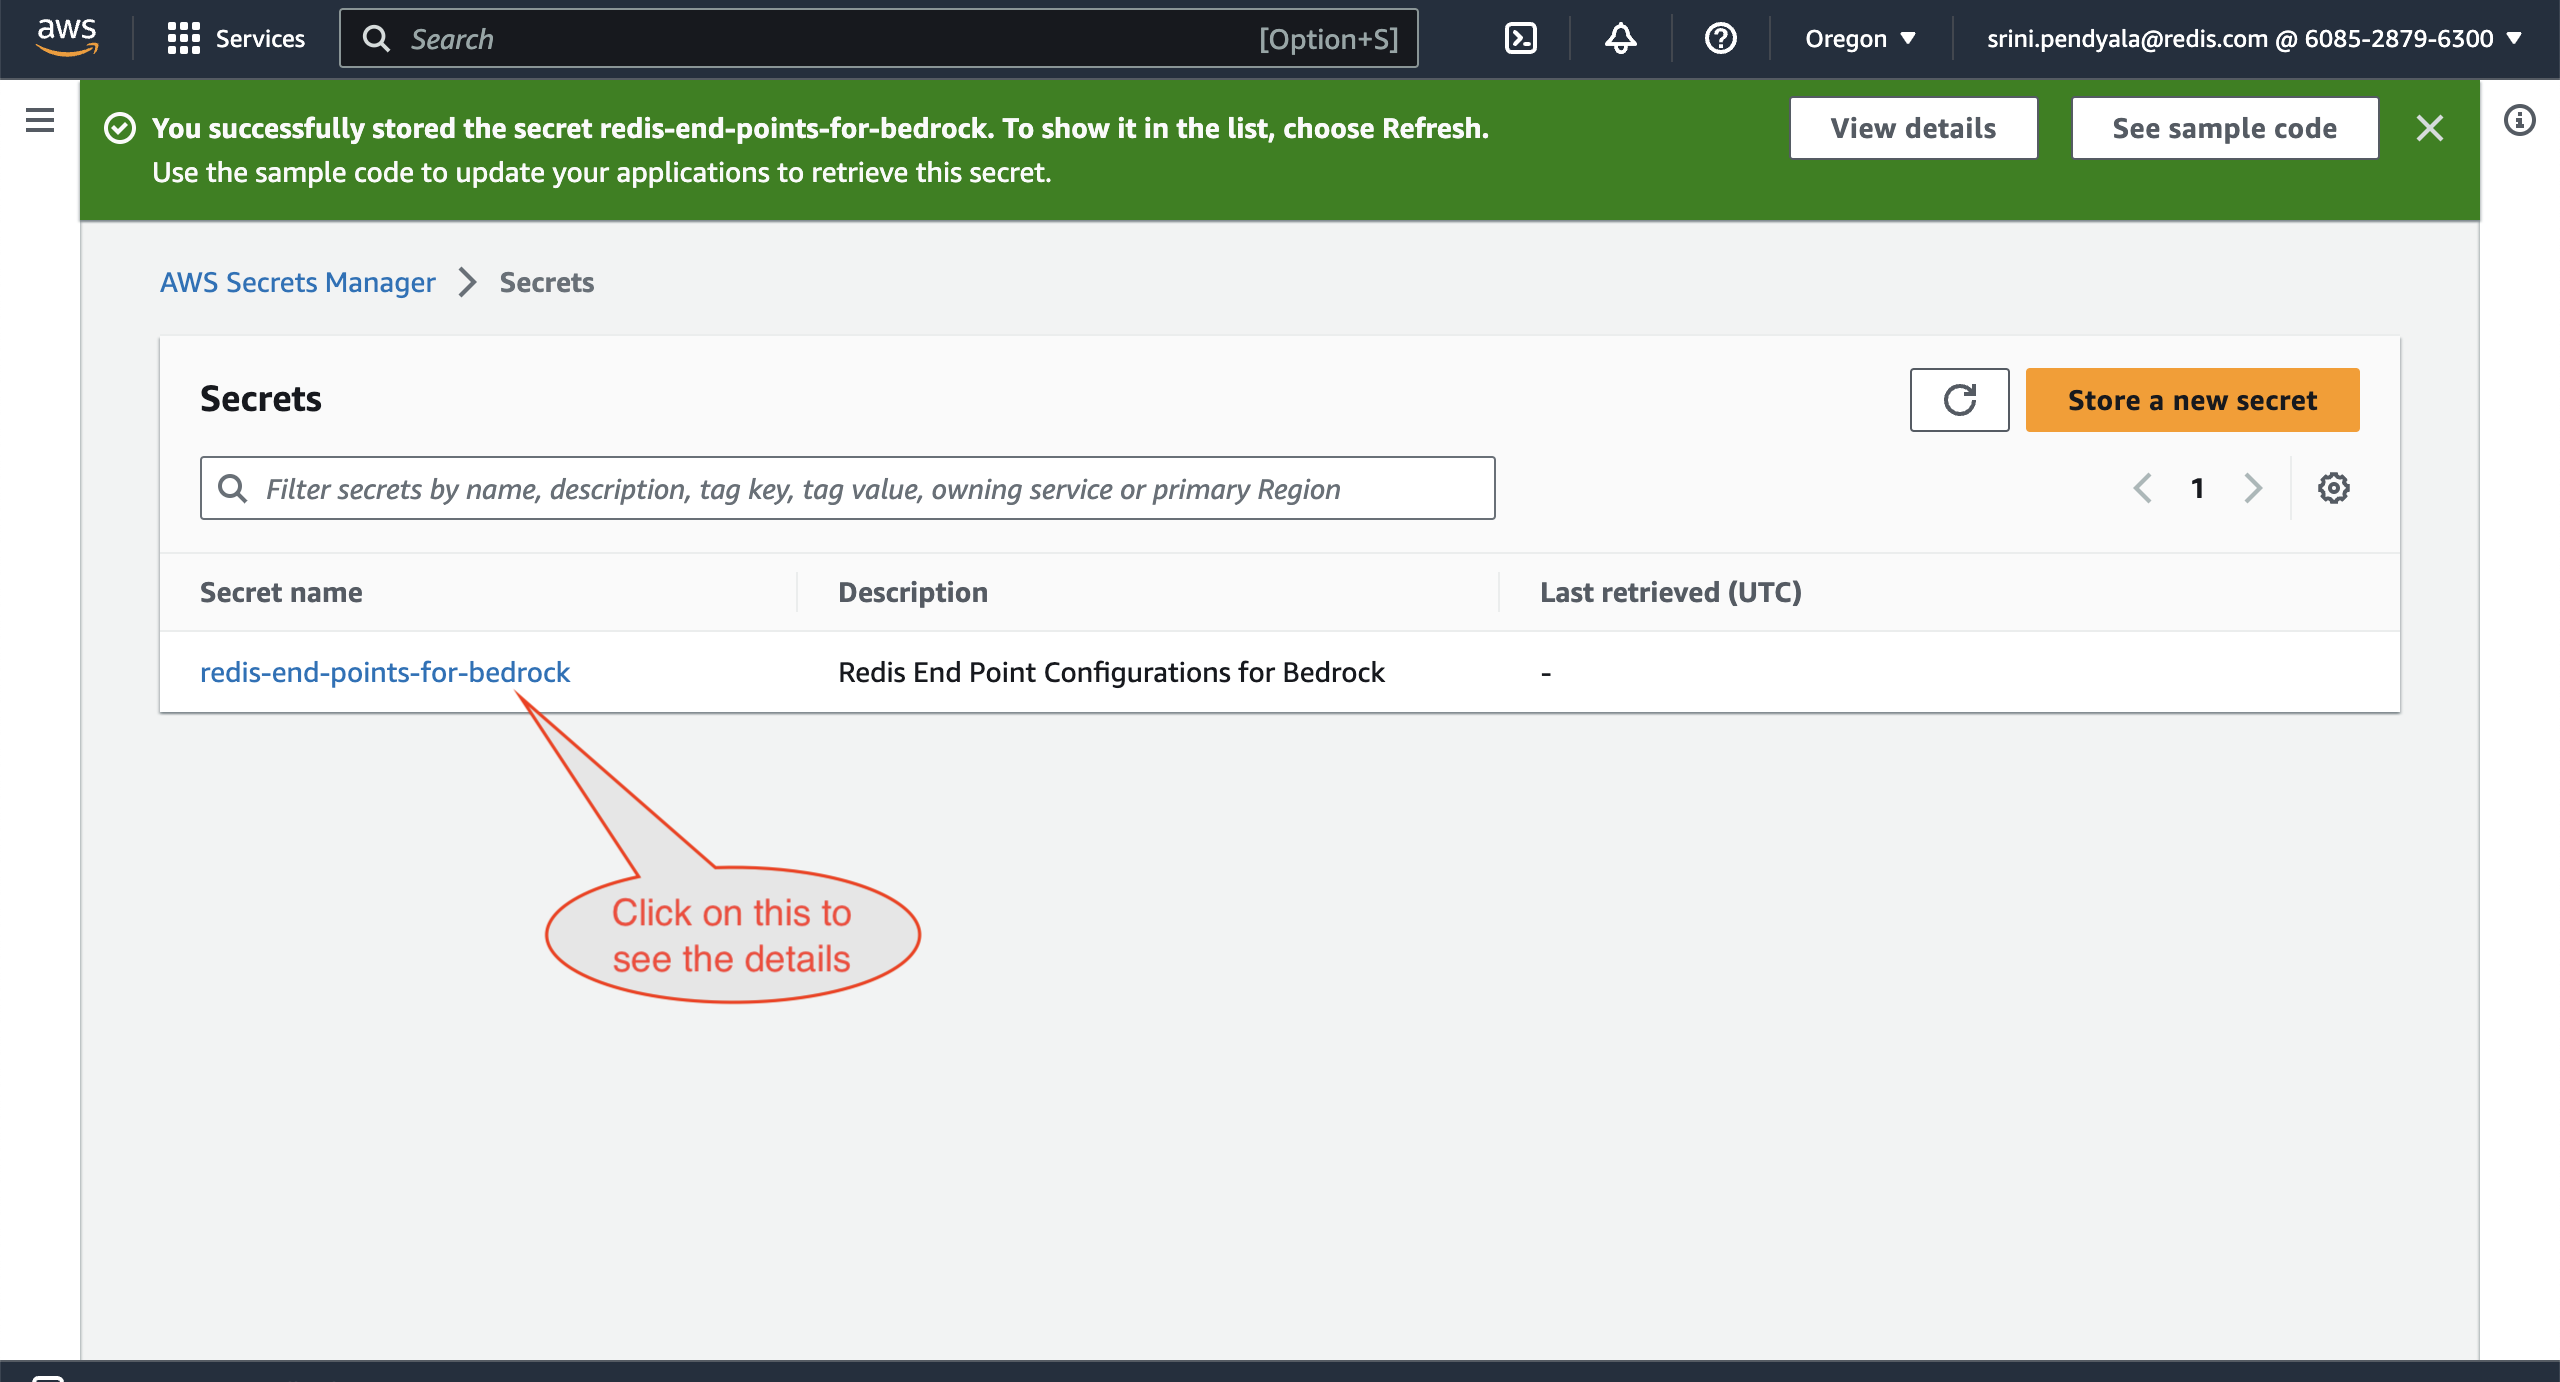 aws
Services
Search
[Option+S]
Oregon
srini.pendyala@redis.com @ 6085-2879-6300
You successfully stored the secret redis-end-points-for-bedrock. To show it in the list, choose Refresh.
Use the sample code to update your applications to retrieve this secret.
View details
See sample code
AWS Secrets Manager
Secrets
Secrets
Store a new secret
Filter secrets by name, description, tag key, tag value, owning service or primary Region
1
Secret name
Description
Last retrieved (UTC)
redis-end-points-for-bedrock
Redis End Point Configurations for Bedrock
-
Click on this to
see the details